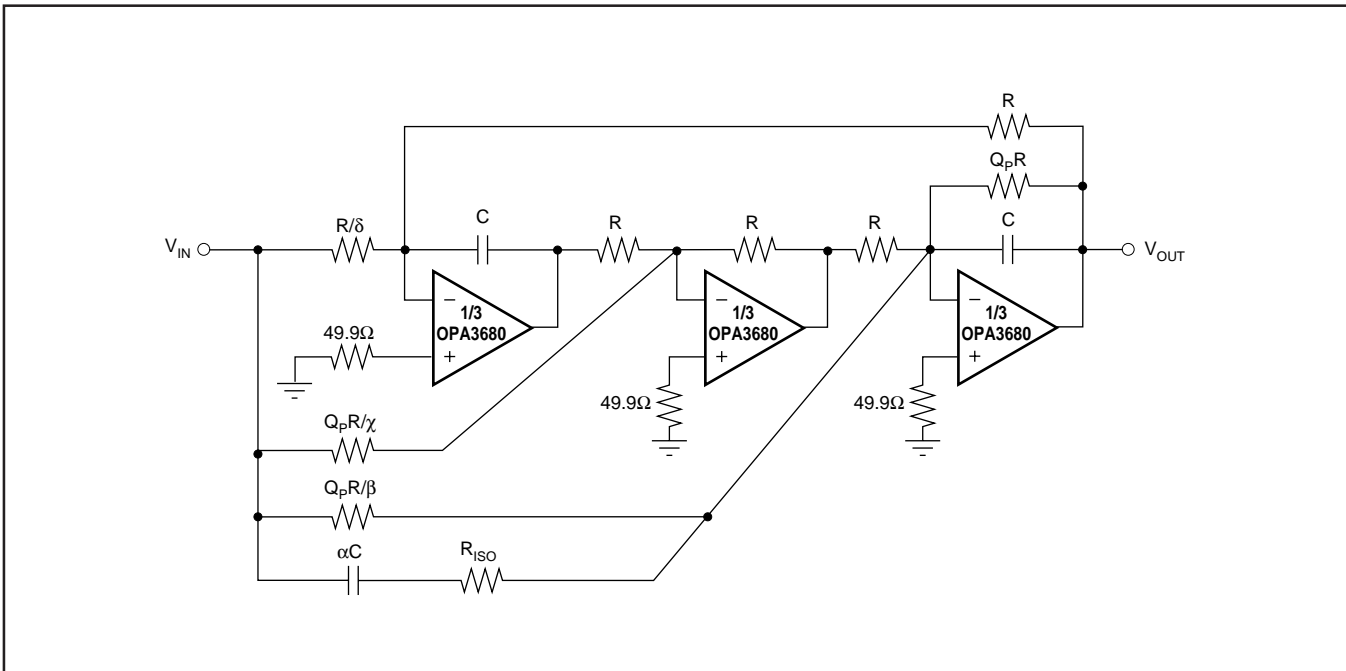 R
Q_PR
R/δ
C
R
R
R
C
V_IN
V_OUT
–
1/3
OPA3680
+
–
1/3
OPA3680
+
–
1/3
OPA3680
+
49.9Ω
49.9Ω
49.9Ω
Q_PR/χ
Q_PR/β
αC
R_ISO